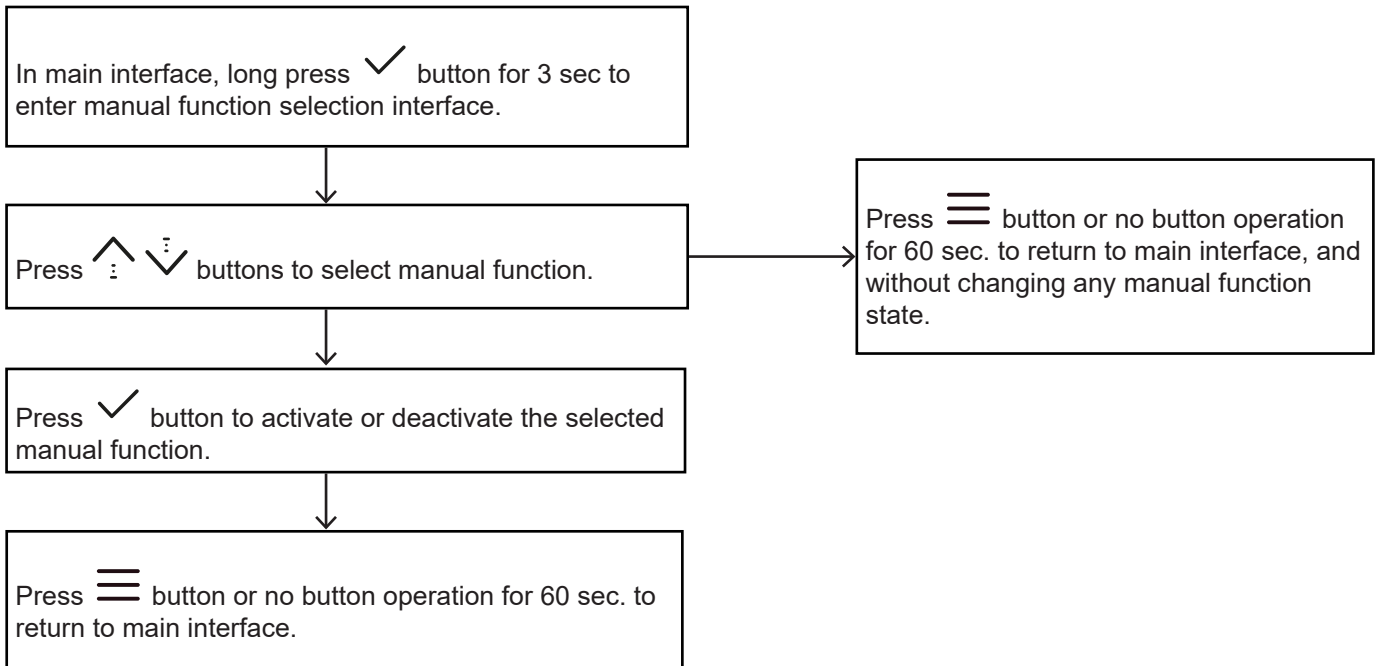 In main interface, long press ✓ button for 3 sec to
enter manual function selection interface.
Press buttons to select manual function.
Press ☰ button or no button operation
for 60 sec. to return to main interface, and
without changing any manual function
state.
Press ✓ button to activate or deactivate the selected
manual function.
Press ☰ button or no button operation for 60 sec. to
return to main interface.